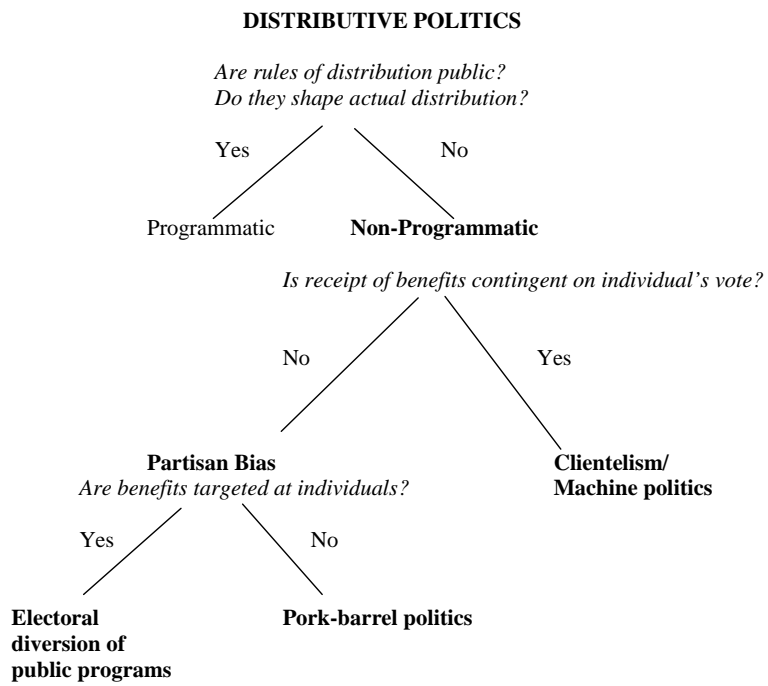 DISTRIBUTIVE POLITICS
Are rules of distribution public?
Do they shape actual distribution?
Yes
No
Programmatic
Non-Programmatic
Is receipt of benefits contingent on individual's vote?
No
Yes
Partisan Bias
Are benefits targeted at individuals?
Clientelism/
Machine politics
Yes
No
Electoral
diversion of
public programs
Pork-barrel politics